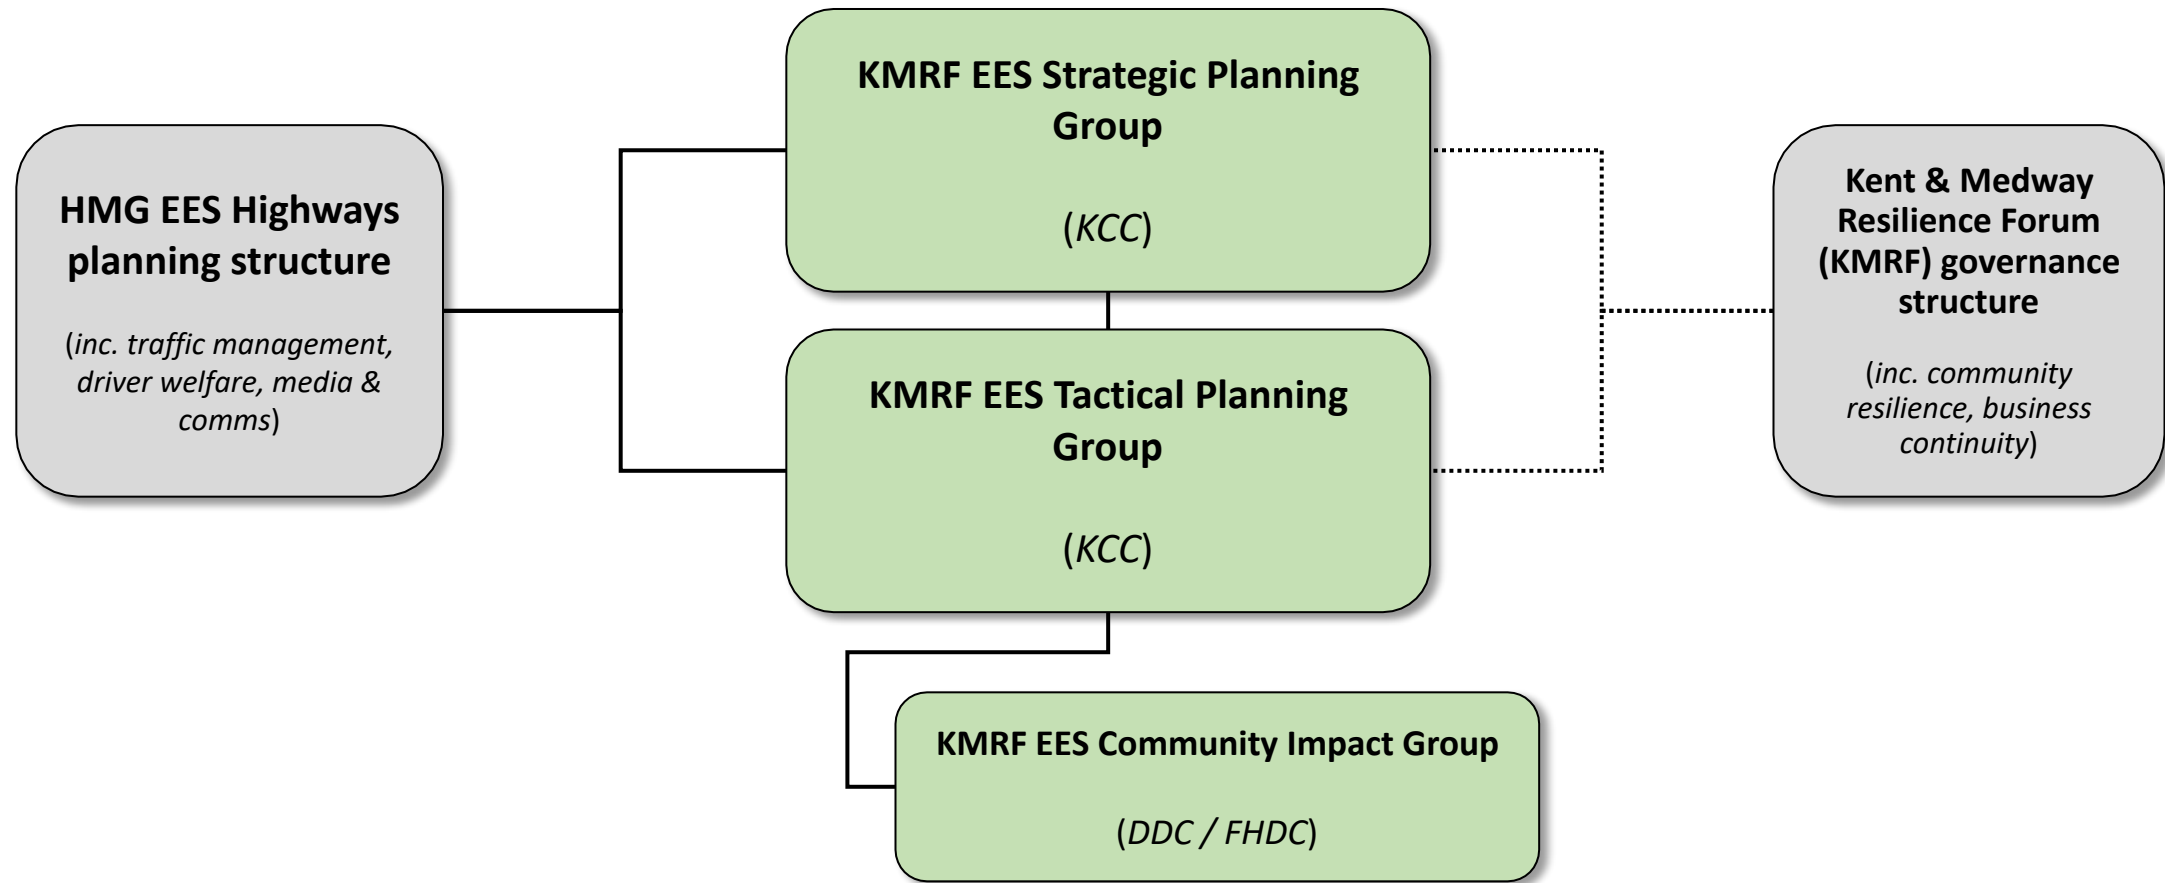 KMRF EES Strategic Planning
Group
(KCC)
HMG EES Highways
planning structure
(inc. traffic management,
driver welfare, media &
comms)
Kent & Medway
Resilience Forum
(KMRF) governance
structure
(inc. community
resilience, business
continuity)
KMRF EES Tactical Planning
Group
(KCC)
KMRF EES Community Impact Group
(DDC / FHDC)